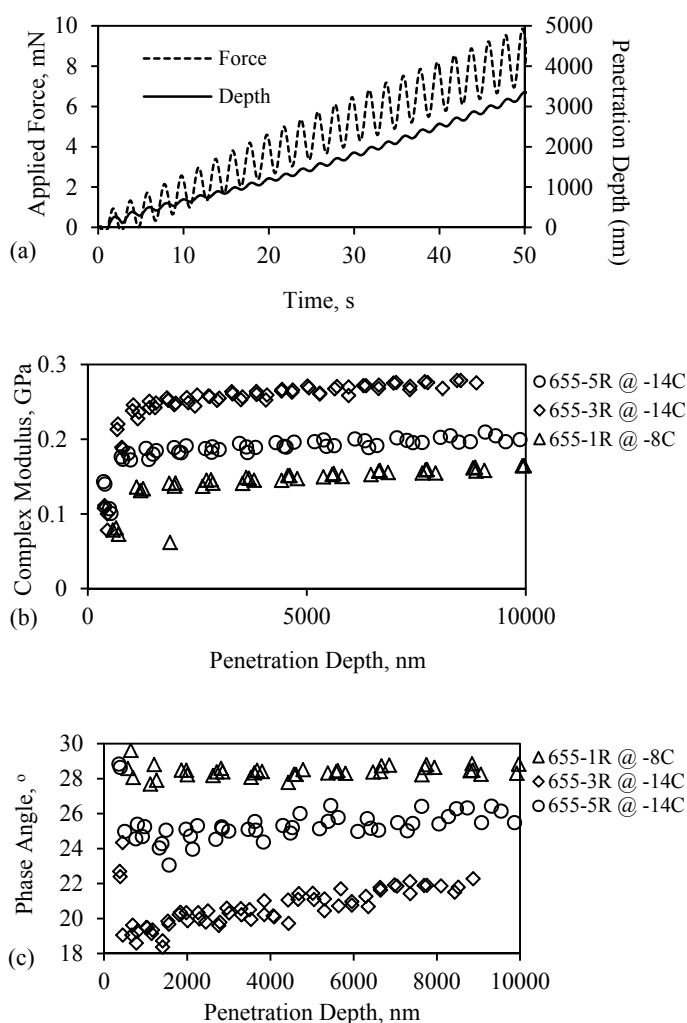 10
8
6
4
2
0
Applied Force, mN
Force
Depth
5000
4000
3000
2000
1000
0
Penetration Depth (nm)
0 10 20 30 40 50
Time, s
(a)
0.3
0.2
0.1
0
Complex Modulus, GPa
655-5R @ -14C
655-3R @ -14C
655-1R @ -8C
0 5000 10000
Penetration Depth, nm
(b)
30
28
26
24
22
20
18
Phase Angle, °
655-1R @ -8C
655-3R @ -14C
655-5R @ -14C
0 2000 4000 6000 8000 10000
Penetration Depth, nm
(c)